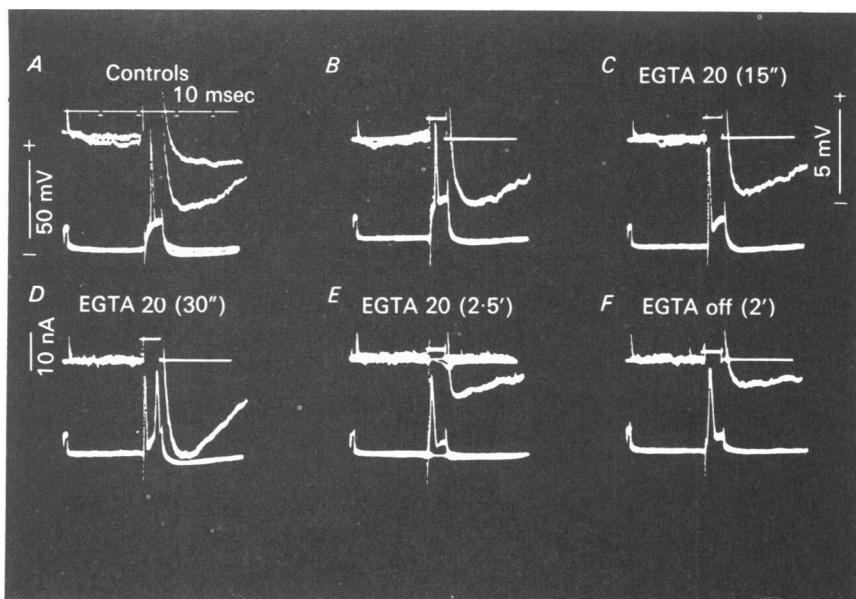 A
Controls
10 msec
B
C
EGTA 20 (15″)
+
50 mV
−
+
5 mV
−
D
EGTA 20 (30″)
E
EGTA 20 (2·5′)
F
EGTA off (2′)
10 nA